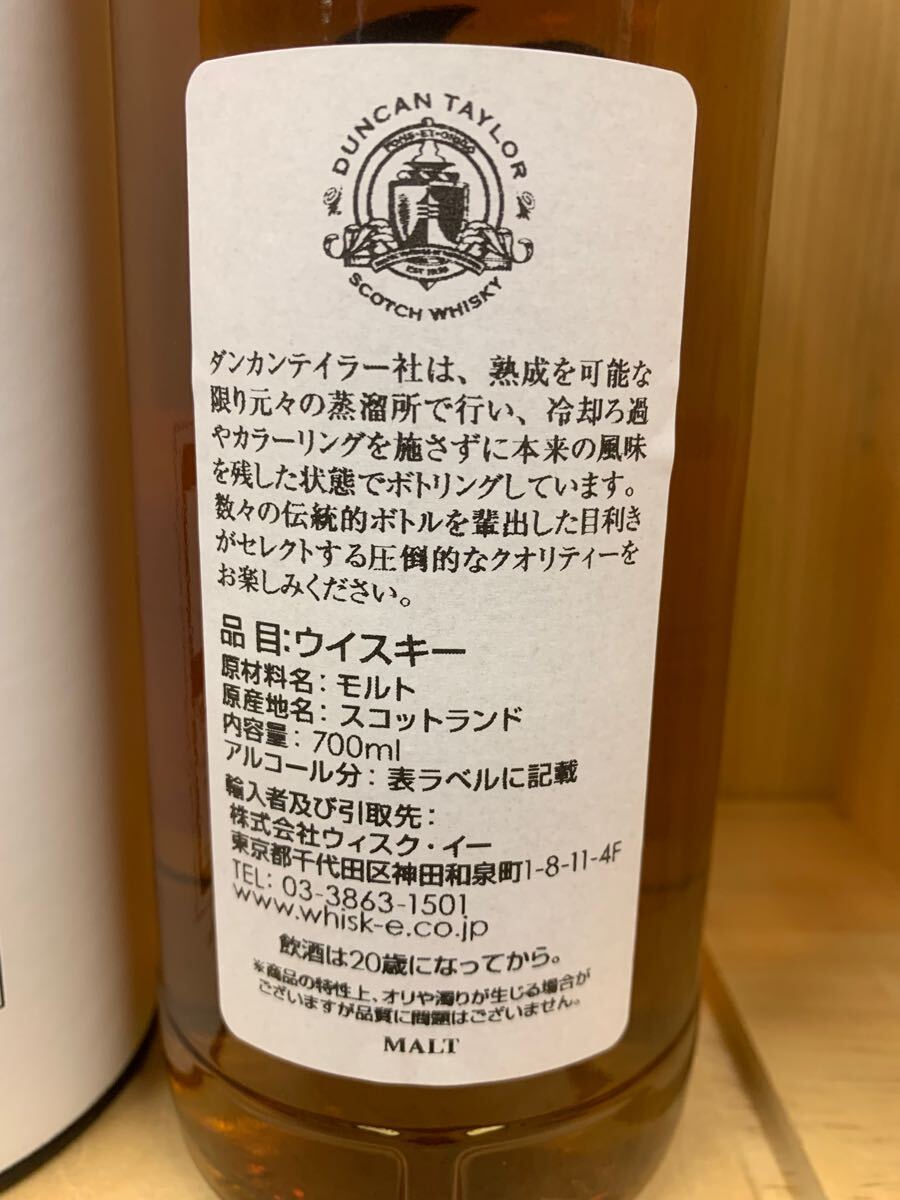 DUNCAN TAYLOR
SCOTCH WHISKY
ダンカンテイラー社は、熟成を可能な
限り元々の蒸溜所で行い、冷却ろ過
やカラーリングを施さずに本来の風味
を残した状態でボトリングしています。
数々の伝統的ボトルを輩出した目利き
がセレクトする圧倒的なクオリティーを
お楽しみください。
品目:ウイスキー
原材料名：モルト
原産地名：スコットランド
内容量：700ml
アルコール分：表ラベルに記載
輸入者及び引取先：
株式会社ウィスク・イー
東京都千代田区神田和泉町1-8-11-4F
TEL: 03-3863-1501
www.whisk-e.co.jp
飲酒は20歳になってから。
※商品の特性上、オリや濁りが生じる場合が
ございますが品質に問題はございません。
MALT